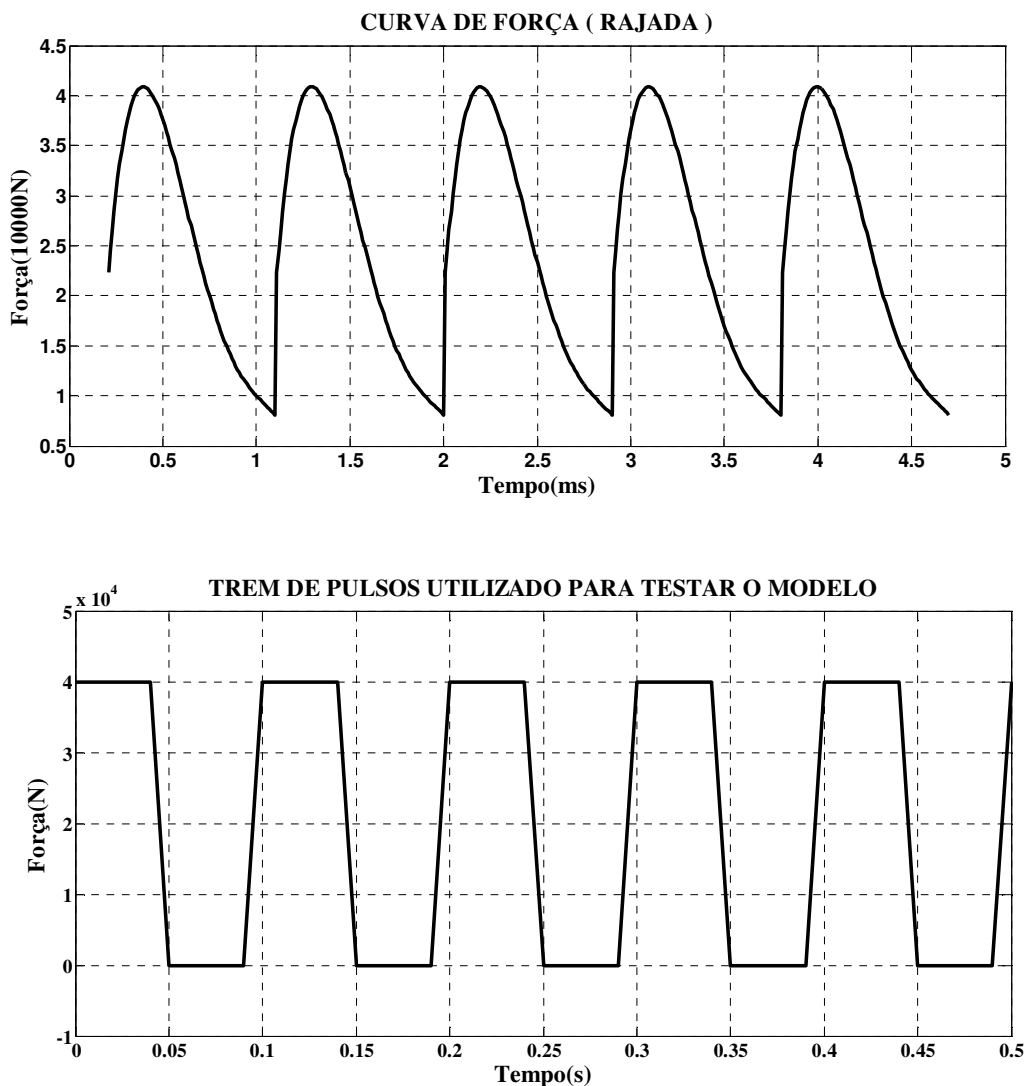 CURVA DE FORÇA ( RAJADA )
4.5
4
3.5
3
2.5
2
1.5
1
0.5
Força(10000N)
0 0.5 1 1.5 2 2.5 3 3.5 4 4.5 5
Tempo(ms)
TREM DE PULSOS UTILIZADO PARA TESTAR O MODELO
x 10^4
5
4
3
2
1
0
-1
Força(N)
0 0.05 0.1 0.15 0.2 0.25 0.3 0.35 0.4 0.45 0.5
Tempo(s)